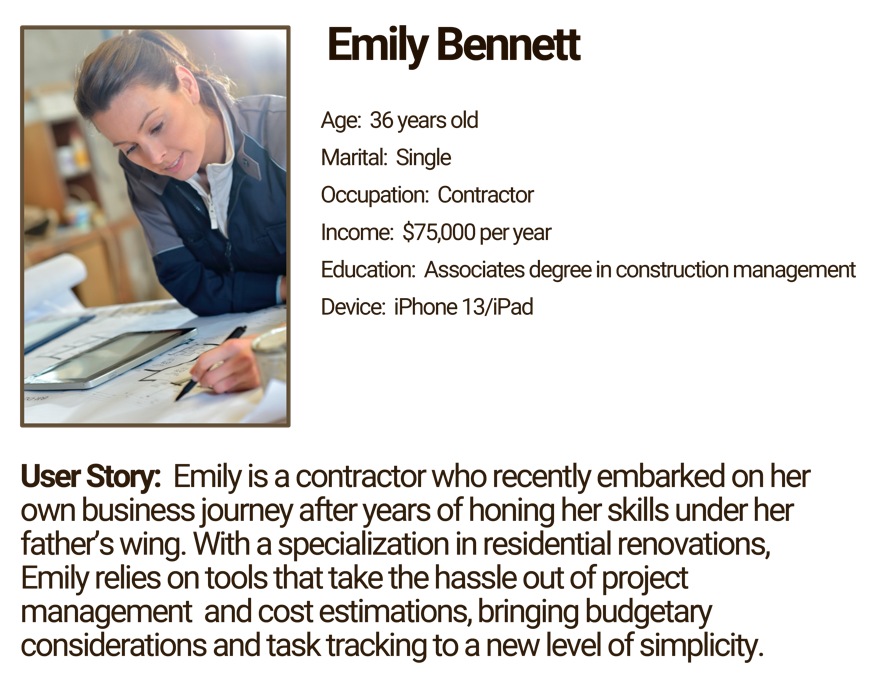 Emily Bennett
Age: 36 years old
Marital: Single
Occupation: Contractor
Income: $75,000 per year
Education: Associates degree in construction management
Device: iPhone 13/iPad
User Story: Emily is a contractor who recently embarked on her
own business journey after years of honing her skills under her
father's wing. With a specialization in residential renovations,
Emily relies on tools that take the hassle out of project
management and cost estimations, bringing budgetary
considerations and task tracking to a new level of simplicity.